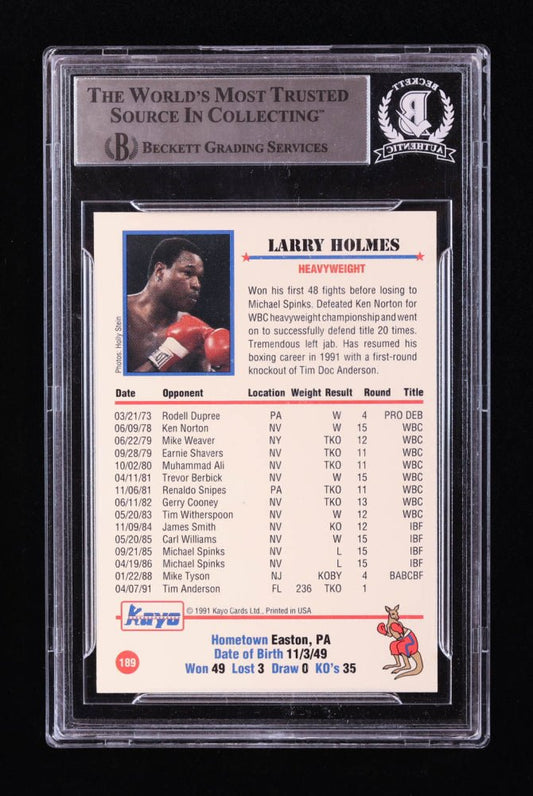 THE WORLD'S MOST TRUSTED
SOURCE IN COLLECTING™
B BECKETT GRADING SERVICES
BECKETT
B
AUTHENTIC
LARRY HOLMES
HEAVYWEIGHT
Won his first 48 fights before losing to
Michael Spinks. Defeated Ken Norton for
WBC heavyweight championship and went
on to successfully defend title 20 times.
Tremendous left jab. Has resumed his
boxing career in 1991 with a first-round
knockout of Tim Doc Anderson.
Photos: Holly Stein
Date Opponent Location Weight Result Round Title
03/21/73 Rodell Dupree PA W 4 PRO DEB
06/09/78 Ken Norton NV W 15 WBC
06/22/79 Mike Weaver NY TKO 12 WBC
09/28/79 Earnie Shavers NV TKO 11 WBC
10/02/80 Muhammad Ali NV TKO 11 WBC
04/11/81 Trevor Berbick NV W 15 WBC
11/06/81 Renaldo Snipes PA TKO 11 WBC
06/11/82 Gerry Cooney NV TKO 13 WBC
05/20/83 Tim Witherspoon NV W 12 WBC
11/09/84 James Smith NV KO 12 IBF
05/20/85 Carl Williams NV W 15 IBF
09/21/85 Michael Spinks NV L 15 IBF
04/19/86 Michael Spinks NV L 15 IBF
01/22/88 Mike Tyson NJ KOBY 4 BABCBF
04/07/91 Tim Anderson FL 236 TKO 1
Kayo © 1991 Kayo Cards Ltd., Printed in USA
Hometown Easton, PA
Date of Birth 11/3/49
Won 49 Lost 3 Draw 0 KO's 35
189